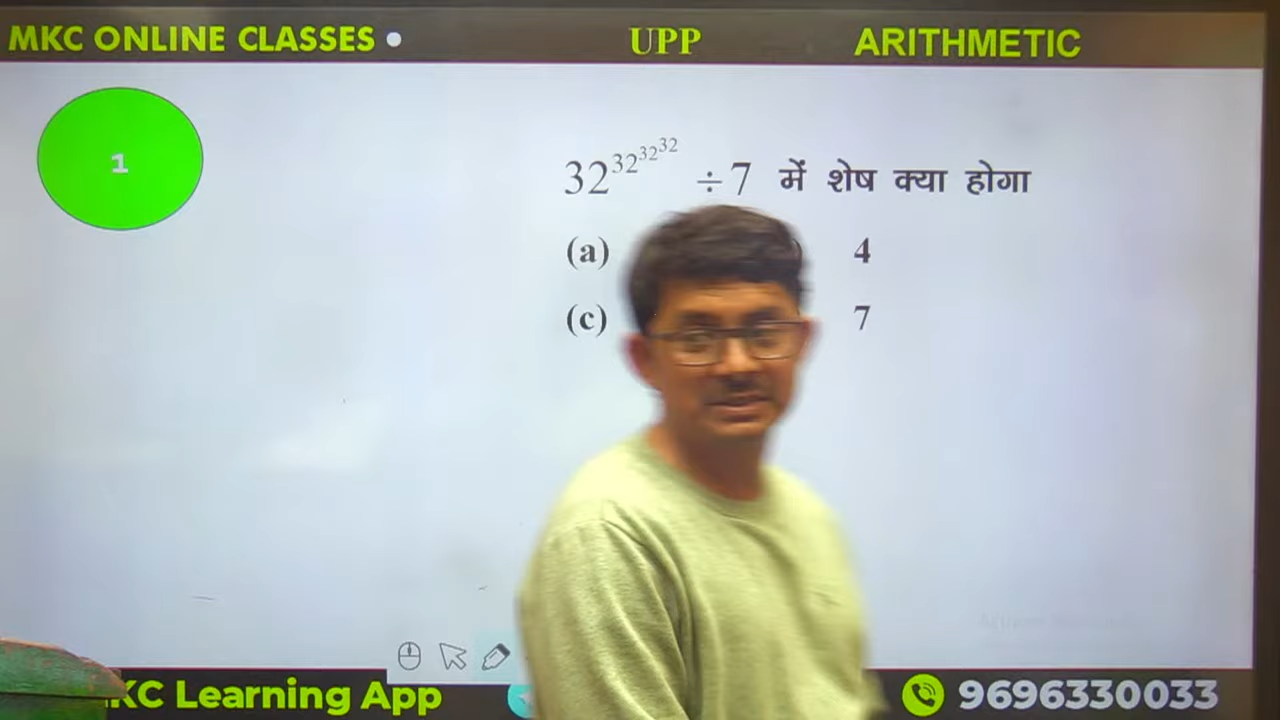 MKC ONLINE CLASSES • UPP ARITHMETIC
1
32^32^32^32 ÷ 7 में शेष क्या होगा
(a) 4
(c) 7
KC Learning App 9696330033